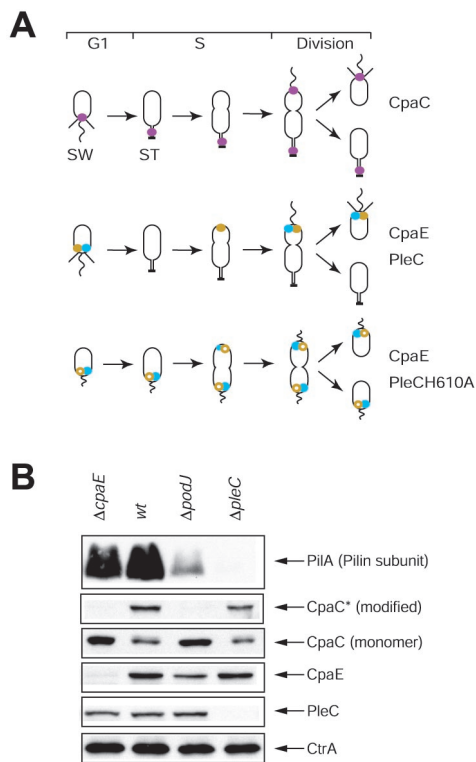 A
G1 S Division
CpaC
SW ST
CpaE
PleC
CpaE
PleCH610A
B
ΔcpaE wt ΔpodJ ΔpleC
PilA (Pilin subunit)
CpaC* (modified)
CpaC (monomer)
CpaE
PleC
CtrA